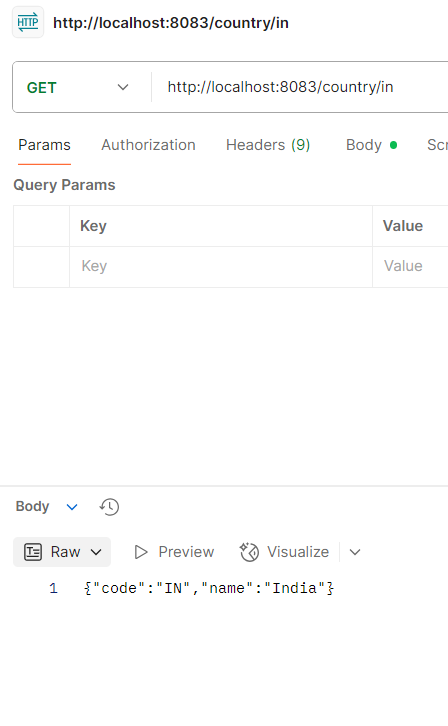 HTTP http://localhost:8083/country/in
GET http://localhost:8083/country/in
Params Authorization Headers (9) Body Scr
Query Params
Key Value
Key Value
Body
Raw Preview Visualize
1 {"code":"IN","name":"India"}